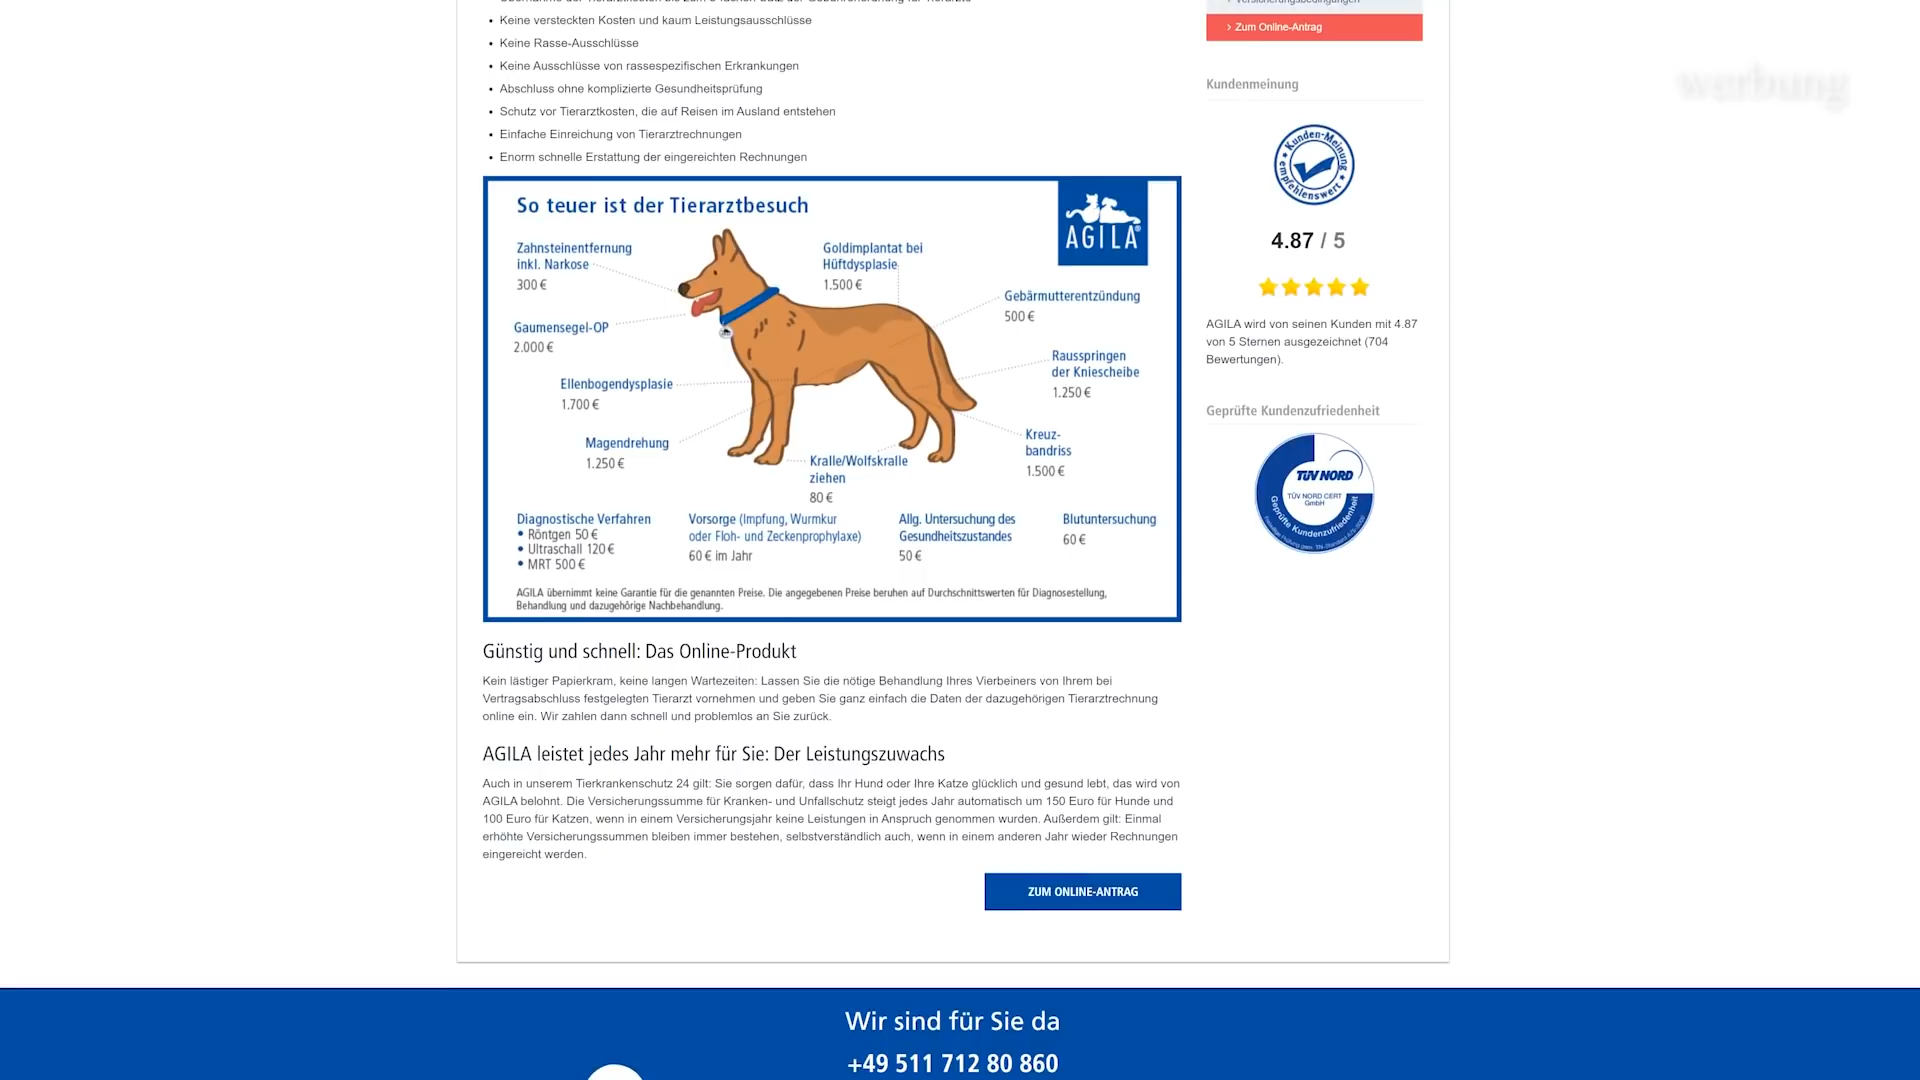 Keine versteckten Kosten und kaum Leistungsausschlüsse
Keine Rasse-Ausschlüsse
Keine Ausschlüsse von rassespezifischen Erkrankungen
Abschluss ohne komplizierte Gesundheitsprüfung
Schutz vor Tierarztkosten, die auf Reisen im Ausland entstehen
Einfache Einreichung von Tierarztrechnungen
Enorm schnelle Erstattung der eingereichten Rechnungen
So teuer ist der Tierarztbesuch
AGILA®
Zahnsteinentfernung
inkl. Narkose
300 €
Goldimplantat bei
Hüftdysplasie
1.500 €
Gebärmutterentzündung
500 €
Gaumensegel-OP
2.000 €
Rausspringen
der Kniescheibe
1.250 €
Ellenbogendysplasie
1.700 €
Magendrehung
1.250 €
Kreuz-
bandriss
1.500 €
Kralle/Wolfskralle
ziehen
80 €
Diagnostische Verfahren
• Röntgen 50 €
• Ultraschall 120 €
• MRT 500 €
Vorsorge (Impfung, Wurmkur
oder Floh- und Zeckenprophylaxe)
60 € im Jahr
Allg. Untersuchung des
Gesundheitszustandes
50 €
Blutuntersuchung
60 €
AGILA übernimmt keine Garantie für die genannten Preise. Die angegebenen Preise beruhen auf Durchschnittswerten für Diagnosestellung,
Behandlung und dazugehörige Nachbehandlung.
Günstig und schnell: Das Online-Produkt
Kein lästiger Papierkram, keine langen Wartezeiten: Lassen Sie die nötige Behandlung Ihres Vierbeiners von Ihrem bei
Vertragsabschluss festgelegten Tierarzt vornehmen und geben Sie ganz einfach die Daten der dazugehörigen Tierarztrechnung
online ein. Wir zahlen dann schnell und problemlos an Sie zurück.
AGILA leistet jedes Jahr mehr für Sie: Der Leistungszuwachs
Auch in unserem Tierkrankenschutz 24 gilt: Sie sorgen dafür, dass Ihr Hund oder Ihre Katze glücklich und gesund lebt, das wird von
AGILA belohnt. Die Versicherungssumme für Kranken- und Unfallschutz steigt jedes Jahr automatisch um 150 Euro für Hunde und
100 Euro für Katzen, wenn in einem Versicherungsjahr keine Leistungen in Anspruch genommen wurden. Außerdem gilt: Einmal
erhöhte Versicherungssummen bleiben immer bestehen, selbstverständlich auch, wenn in einem anderen Jahr wieder Rechnungen
eingereicht werden.
ZUM ONLINE-ANTRAG
Versicherungsbedingungen
› Zum Online-Antrag
Kundenmeinung
Kunden-Meinung
empfehlenswert
4.87 / 5
AGILA wird von seinen Kunden mit 4.87
von 5 Sternen ausgezeichnet (704
Bewertungen).
Geprüfte Kundenzufriedenheit
TÜV NORD
TÜV NORD CERT
GmbH
Geprüfte Kundenzufriedenheit
werbung
Wir sind für Sie da
+49 511 712 80 860